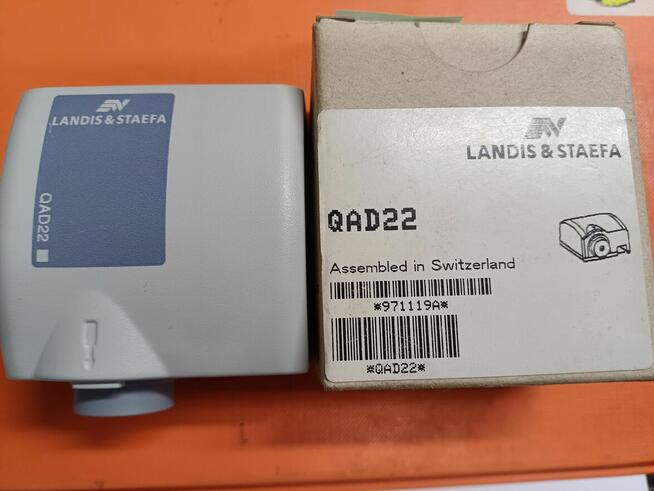 LANDIS & STAEFA
QAD22
LANDIS & STAEFA
QAD22
Assembled in Switzerland
*971119A*
*QAD22*